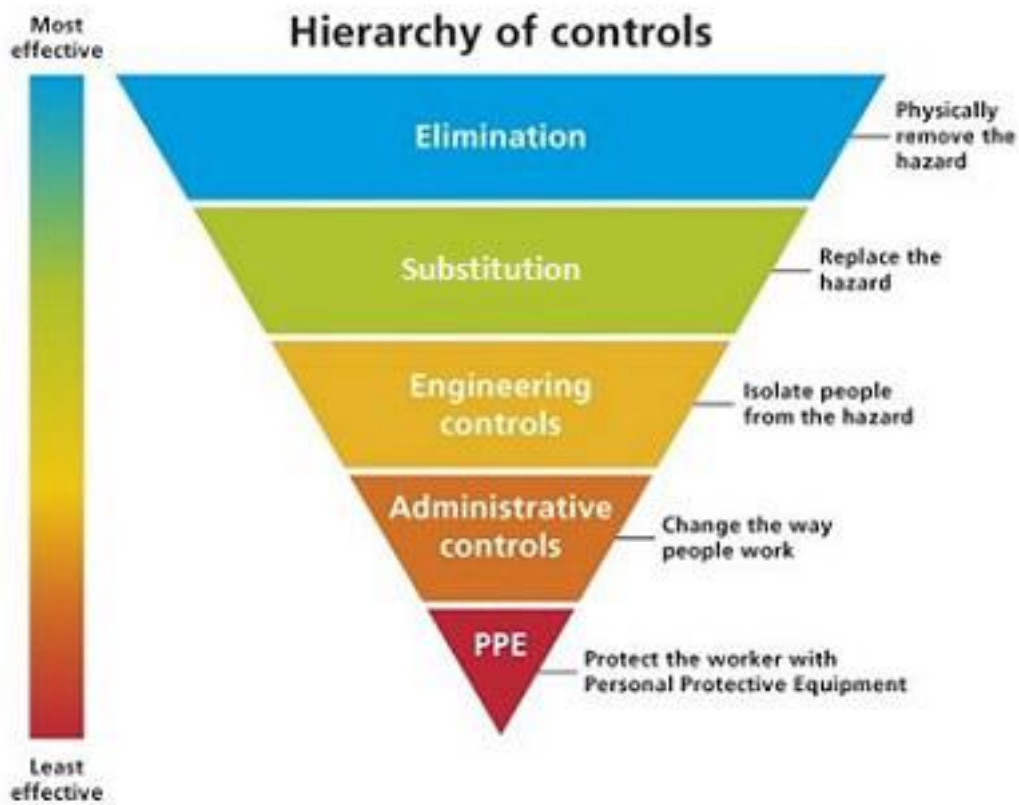 Hierarchy of controls
Most
effective
Elimination
Physically
remove the
hazard
Substitution
Replace the
hazard
Engineering
controls
Isolate people
from the hazard
Administrative
controls
Change the way
people work
PPE
Protect the worker with
Personal Protective Equipment
Least
effective